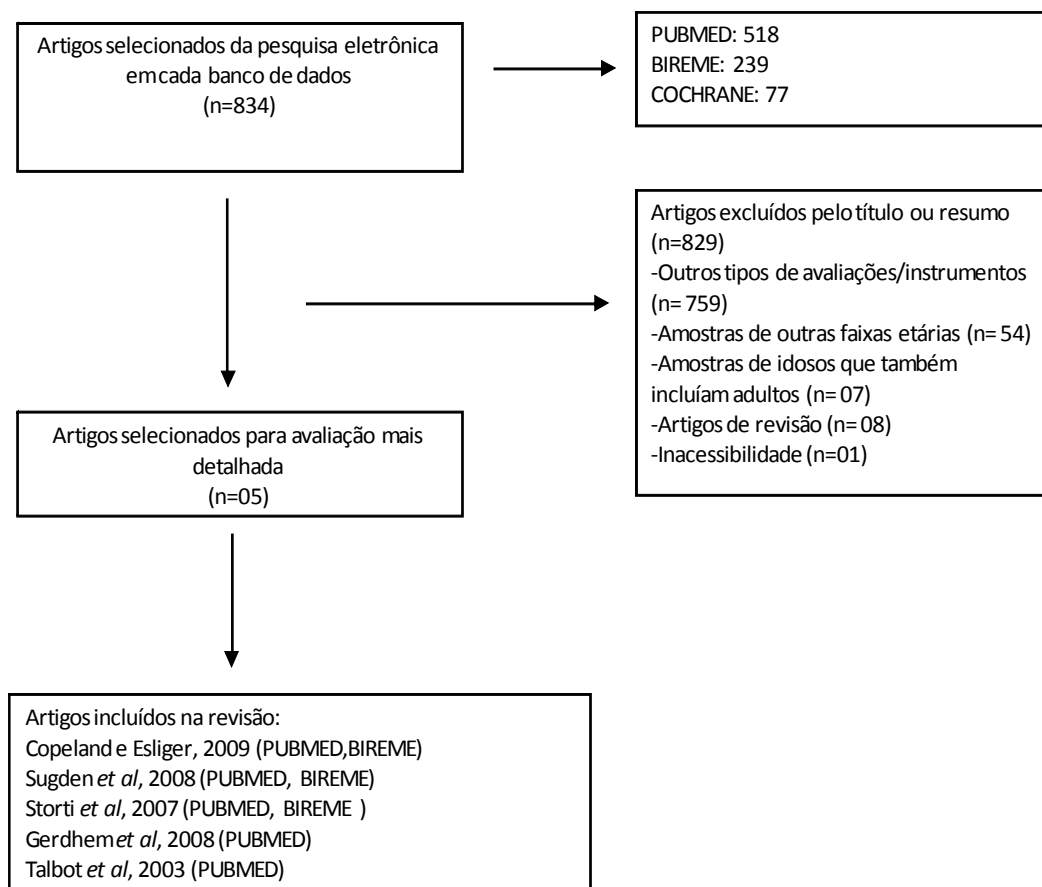 Artigos selecionados da pesquisa eletrônica
em cada banco de dados
(n=834)
PUBMED: 518
BIREME: 239
COCHRANE: 77
Artigos excluídos pelo título ou resumo
(n=829)
-Outros tipos de avaliações/instrumentos
(n= 759)
-Amostras de outras faixas etárias (n= 54)
-Amostras de idosos que também
incluíam adultos (n= 07)
-Artigos de revisão (n= 08)
-Inacessibilidade (n=01)
Artigos selecionados para avaliação mais
detalhada
(n=05)
Artigos incluídos na revisão:
Copeland e Esliger, 2009 (PUBMED,BIREME)
Sugden et al, 2008 (PUBMED, BIREME)
Storti et al, 2007 (PUBMED, BIREME )
Gerdhem et al, 2008 (PUBMED)
Talbot et al, 2003 (PUBMED)